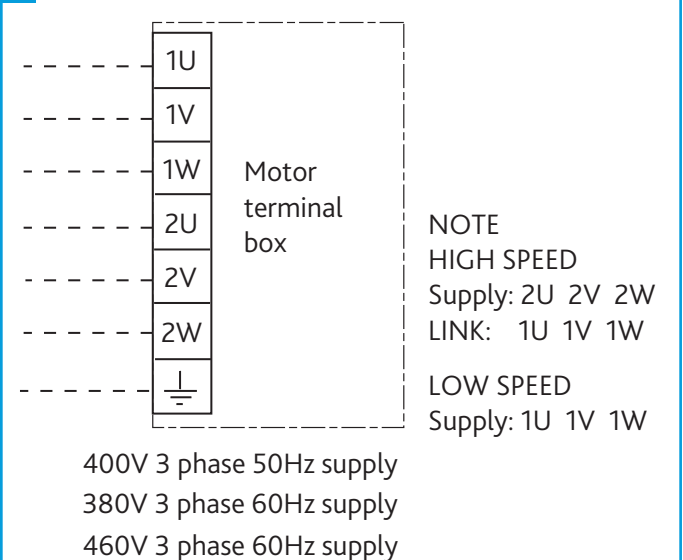 1U
1V
1W
2U
2V
2W
Motor
terminal
box
NOTE
HIGH SPEED
Supply: 2U 2V 2W
LINK: 1U 1V 1W
LOW SPEED
Supply: 1U 1V 1W
400V 3 phase 50Hz supply
380V 3 phase 60Hz supply
460V 3 phase 60Hz supply